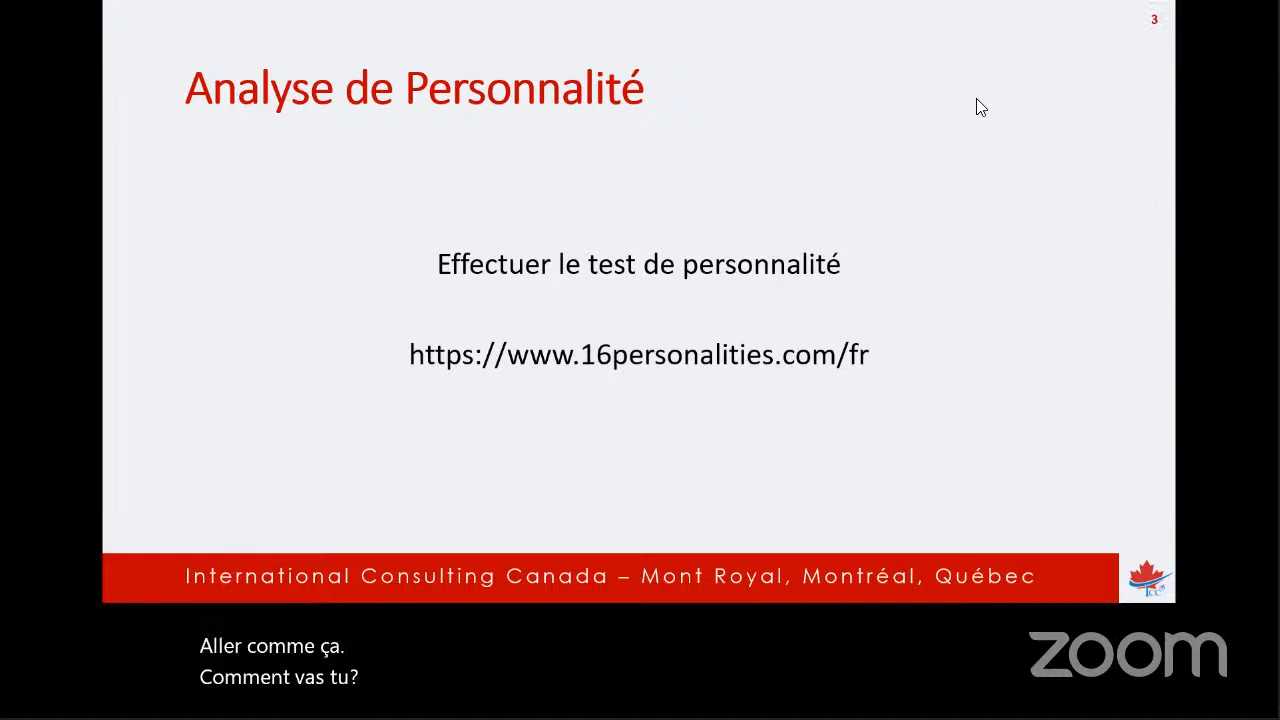 3
Analyse de Personnalité
Effectuer le test de personnalité
https://www.16personalities.com/fr
International Consulting Canada – Mont Royal, Montréal, Québec
Aller comme ça.
Comment vas tu?
zoom